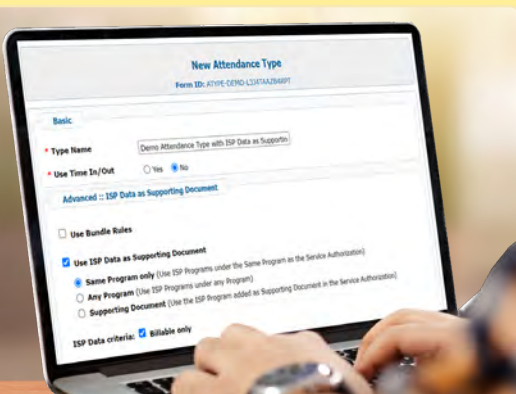 New Attendance Type
Form ID: ATYPE-DEMO-
Basic
* Type Name Demo Attendance Type with ISP Data as Supportin
* Use Time In/Out Yes No
Advanced :: ISP Data as Supporting Document
Use Bundle Rules
Use ISP Data as Supporting Document
Same Program only (Use ISP Programs under the Same Program as the Service Authorization)
Any Program (Use ISP Programs under any Program)
Supporting Document (Use the ISP Program added as Supporting Document in the Service Authorization)
ISP Data criteria: Billable only